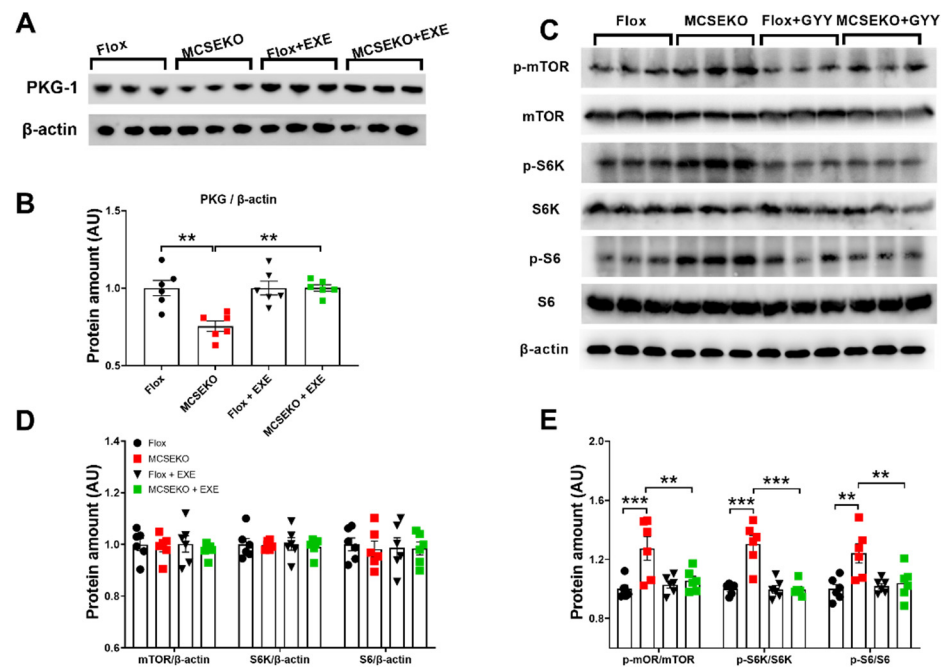 A
Flox
MCSEKO
Flox+EXE
MCSEKO+EXE
PKG-1
β-actin
B
PKG / β-actin
Protein amount (AU)
1.5
1.0
0.5
**
**
Flox
MCSEKO
Flox + EXE
MCSEKO + EXE
C
Flox
MCSEKO
Flox+GYY
MCSEKO+GYY
p-mTOR
mTOR
p-S6K
S6K
p-S6
S6
β-actin
D
Protein amount (AU)
1.4
1.2
1.0
0.8
0.6
Flox
MCSEKO
Flox + EXE
MCSEKO + EXE
mTOR/β-actin
S6K/β-actin
S6/β-actin
E
Protein amount (AU)
2.0
1.6
1.2
0.8
***
**
***
***
**
**
p-mOR/mTOR
p-S6K/S6K
p-S6/S6